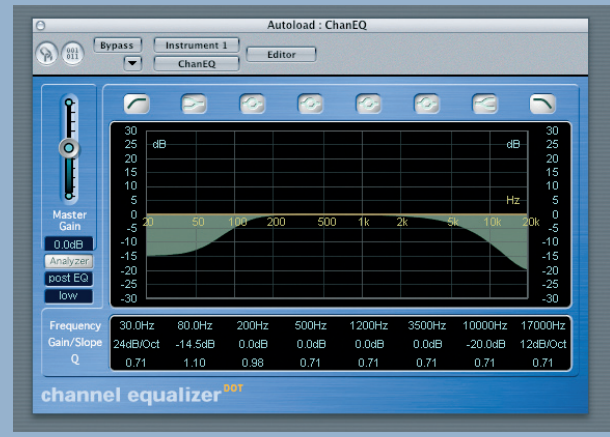 Autoload : ChanEQ
Bypass
Instrument 1
Editor
ChanEQ
001
011
30 30
25 dB dB 25
20 20
15 15
10 10
5 Hz 5
0 0
20 50 100 200 500 1k 2k 5k 10k 20k
-5 -5
-10 -10
-15 -15
-20 -20
-25 -25
-30 -30
Master
Gain
0.0dB
Analyzer
post EQ
low
Frequency 30.0Hz 80.0Hz 200Hz 500Hz 1200Hz 3500Hz 10000Hz 17000Hz
Gain/Slope 24dB/Oct -14.5dB 0.0dB 0.0dB 0.0dB 0.0dB -20.0dB 12dB/Oct
Q 0.71 1.10 0.98 0.71 0.71 0.71 0.71 0.71
channel equalizer DOT